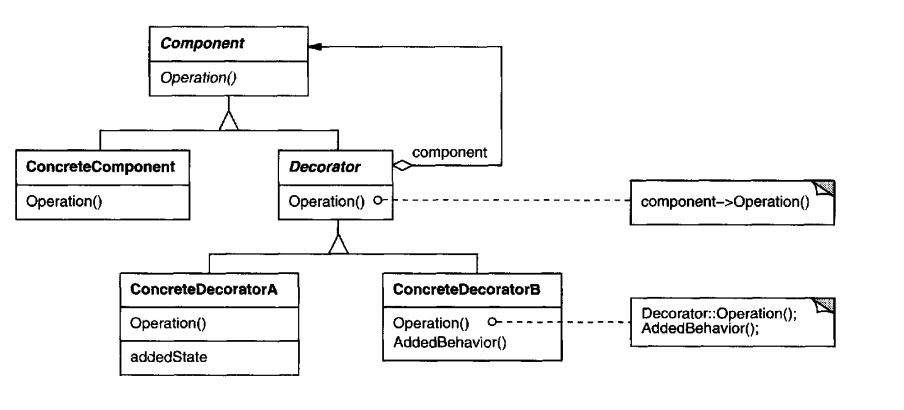 Component
Operation()
ConcreteComponent
Operation()
Decorator
Operation()
component
component->Operation()
ConcreteDecoratorA
Operation()
addedState
ConcreteDecoratorB
Operation()
AddedBehavior()
Decorator::Operation();
AddedBehavior();